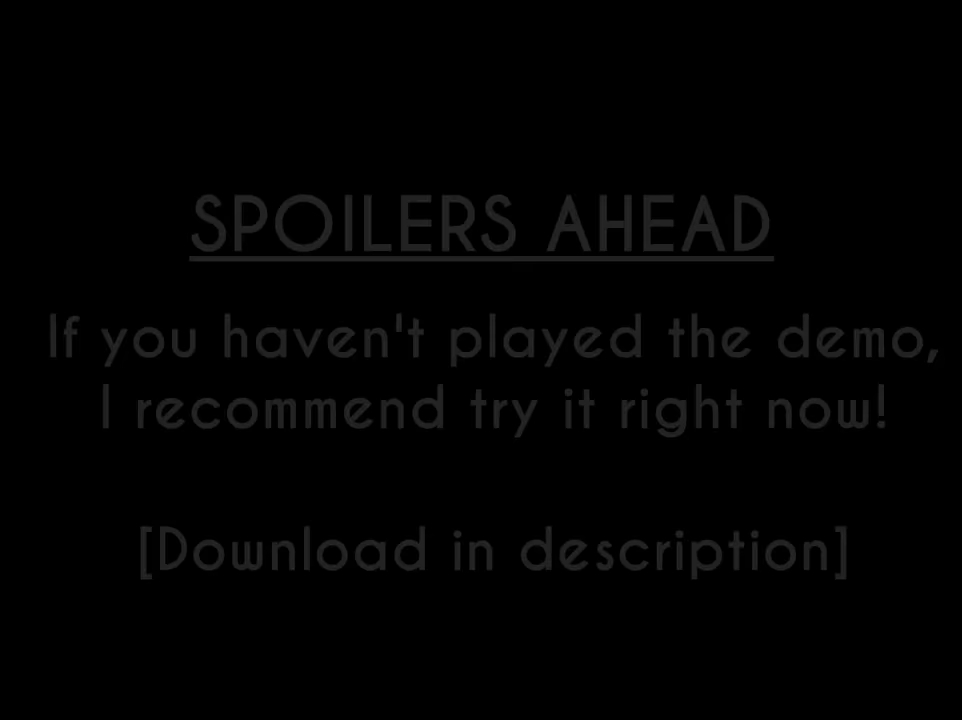 SPOILERS AHEAD
If you haven't played the demo,
I recommend try it right now!
[Download in description]